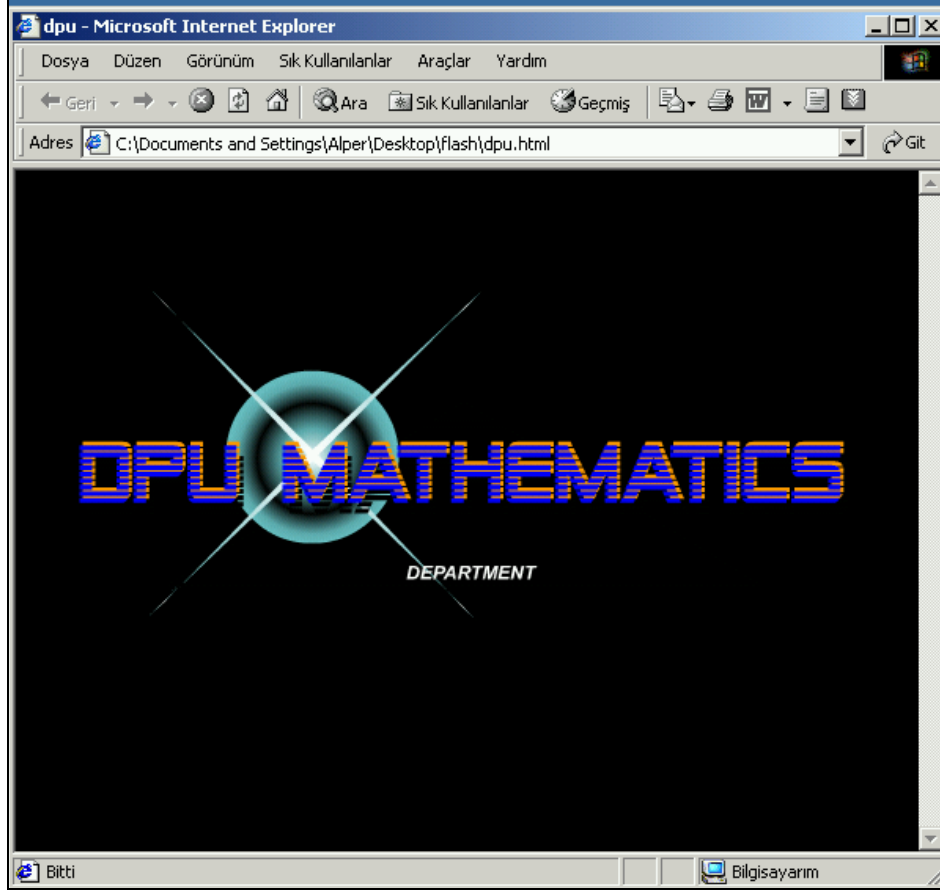 dpu - Microsoft Internet Explorer
Dosya Düzen Görünüm Sık Kullanılanlar Araçlar Yardım
Geri Ara Sık Kullanılanlar Geçmiş
Adres C:\Documents and Settings\Alper\Desktop\flash\dpu.html Git
DPU MATHEMATICS
DEPARTMENT
Bitti Bilgisayarım